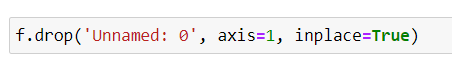 f.drop('Unnamed: 0', axis=1, inplace=True)